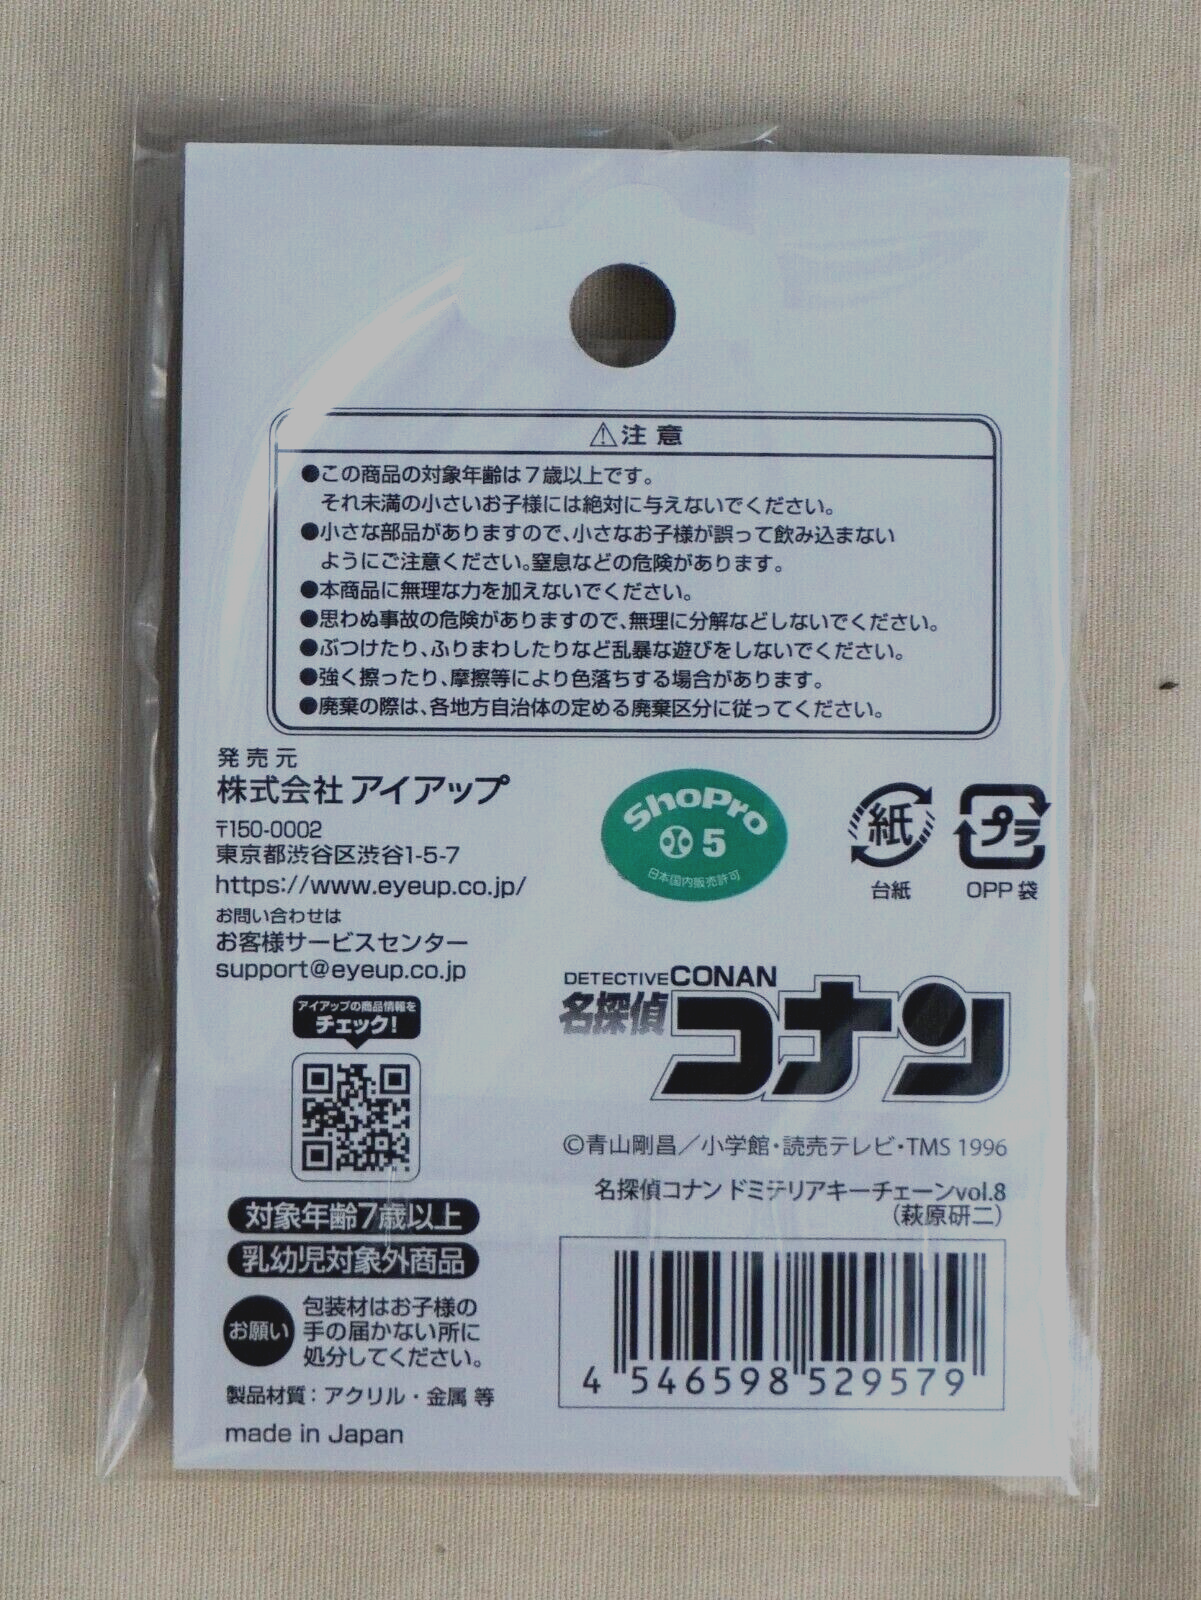 ⚠注意
●この商品の対象年齢は7歳以上です。
それ未満の小さいお子様には絶対に与えないでください。
●小さな部品がありますので、小さなお子様が誤って飲み込まない
ようにご注意ください。窒息などの危険があります。
●本商品に無理な力を加えないでください。
●思わぬ事故の危険がありますので、無理に分解などしないでください。
●ぶつけたり、ふりまわしたりなど乱暴な遊びをしないでください。
●強く擦ったり、摩擦等により色落ちする場合があります。
●廃棄の際は、各地方自治体の定める廃棄区分に従ってください。
発売元
株式会社 アイアップ
〒150-0002
東京都渋谷区渋谷1-5-7
https://www.eyeup.co.jp/
お問い合わせは
お客様サービスセンター
support@eyeup.co.jp
アイアップの商品情報を
チェック!
対象年齢7歳以上
乳幼児対象外商品
お願い
包装材はお子様の
手の届かない所に
処分してください。
製品材質：アクリル・金属 等
made in Japan
ShoPro
5
日本国内販売許可
紙
台紙
プラ
OPP 袋
DETECTIVE CONAN
名探偵コナン
©青山剛昌／小学館・読売テレビ・TMS 1996
名探偵コナン ドミテリアキーチェーンvol.8
（萩原研二）
4 546598 529579